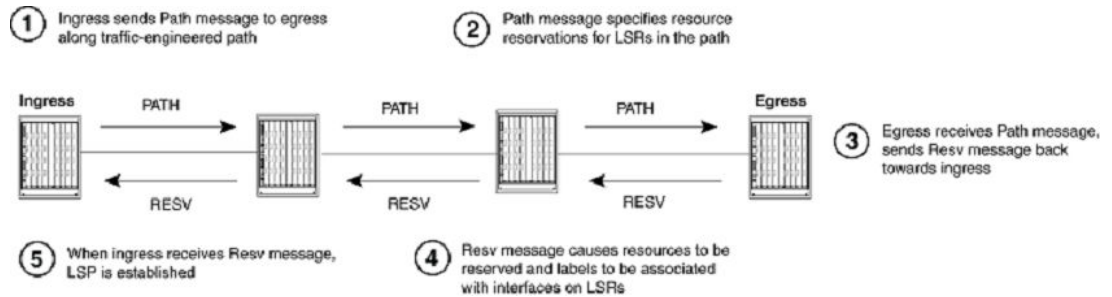 1 Ingress sends Path message to egress
along traffic-engineered path
2 Path message specifies resource
reservations for LSRs in the path
Ingress
PATH
PATH
PATH
Egress
RESV
RESV
RESV
3 Egress receives Path message,
sends Resv message back
towards ingress
5 When ingress receives Resv message,
LSP is established
4 Resv message causes resources to be
reserved and labels to be associated
with interfaces on LSRs